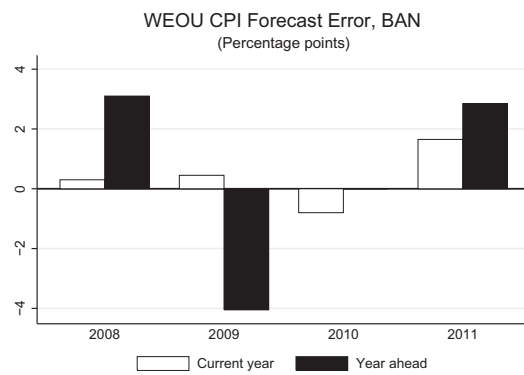 WEOU CPI Forecast Error, BAN
(Percentage points)
4
2
0
−2
−4
2008 2009 2010 2011
Current year Year ahead